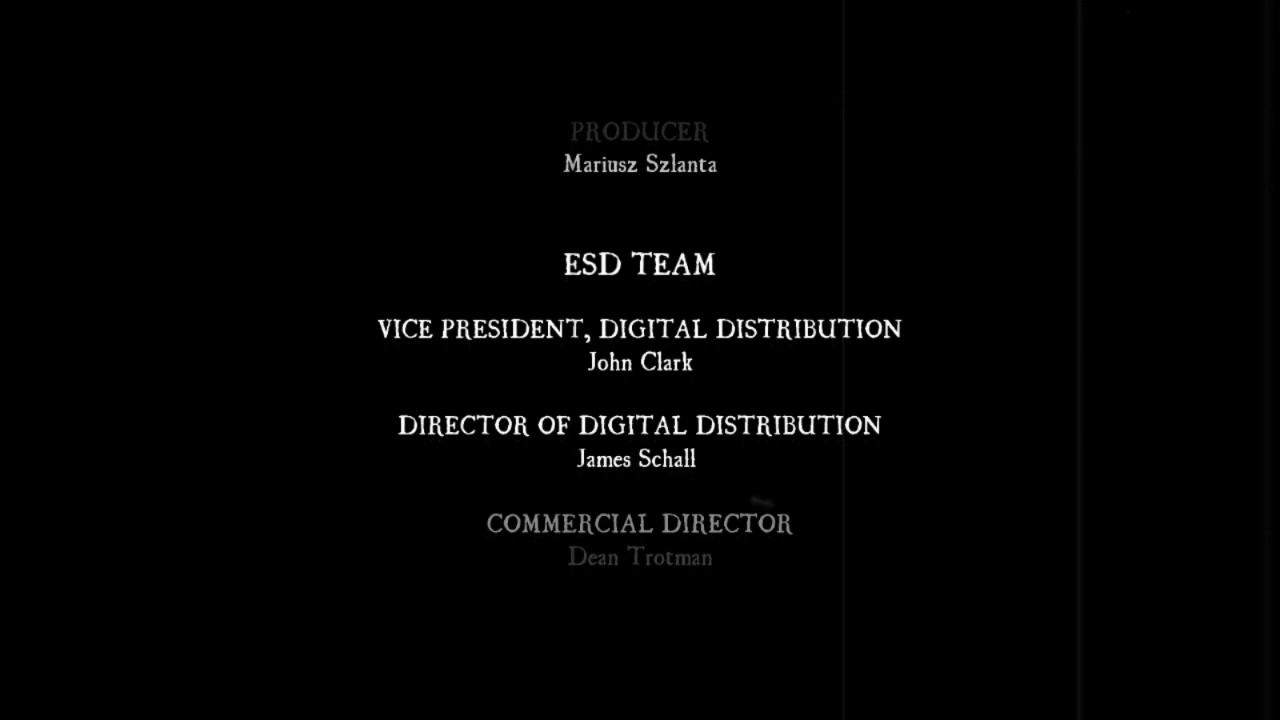 PRODUCER
Mariusz Szlanta
ESD TEAM
VICE PRESIDENT, DIGITAL DISTRIBUTION
John Clark
DIRECTOR OF DIGITAL DISTRIBUTION
James Schall
COMMERCIAL DIRECTOR
Dean Trotman